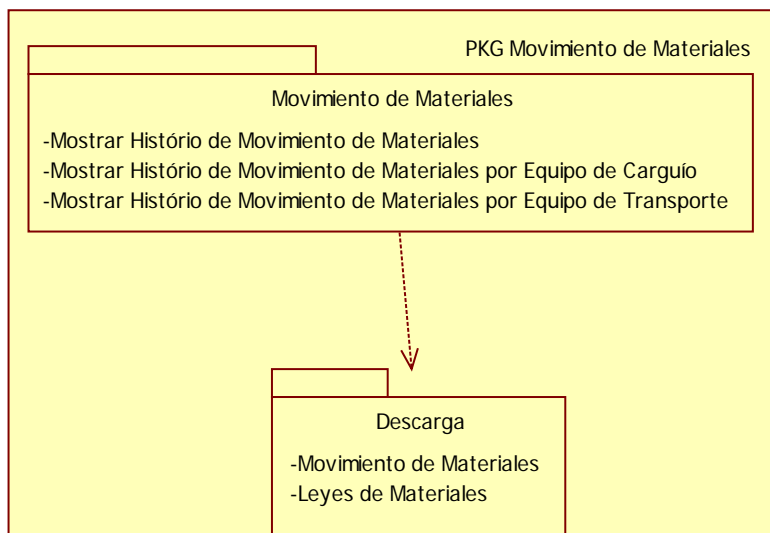 PKG Movimiento de Materiales
Movimiento de Materiales
-Mostrar Histório de Movimiento de Materiales
-Mostrar Histório de Movimiento de Materiales por Equipo de Carguío
-Mostrar Histório de Movimiento de Materiales por Equipo de Transporte
Descarga
-Movimiento de Materiales
-Leyes de Materiales